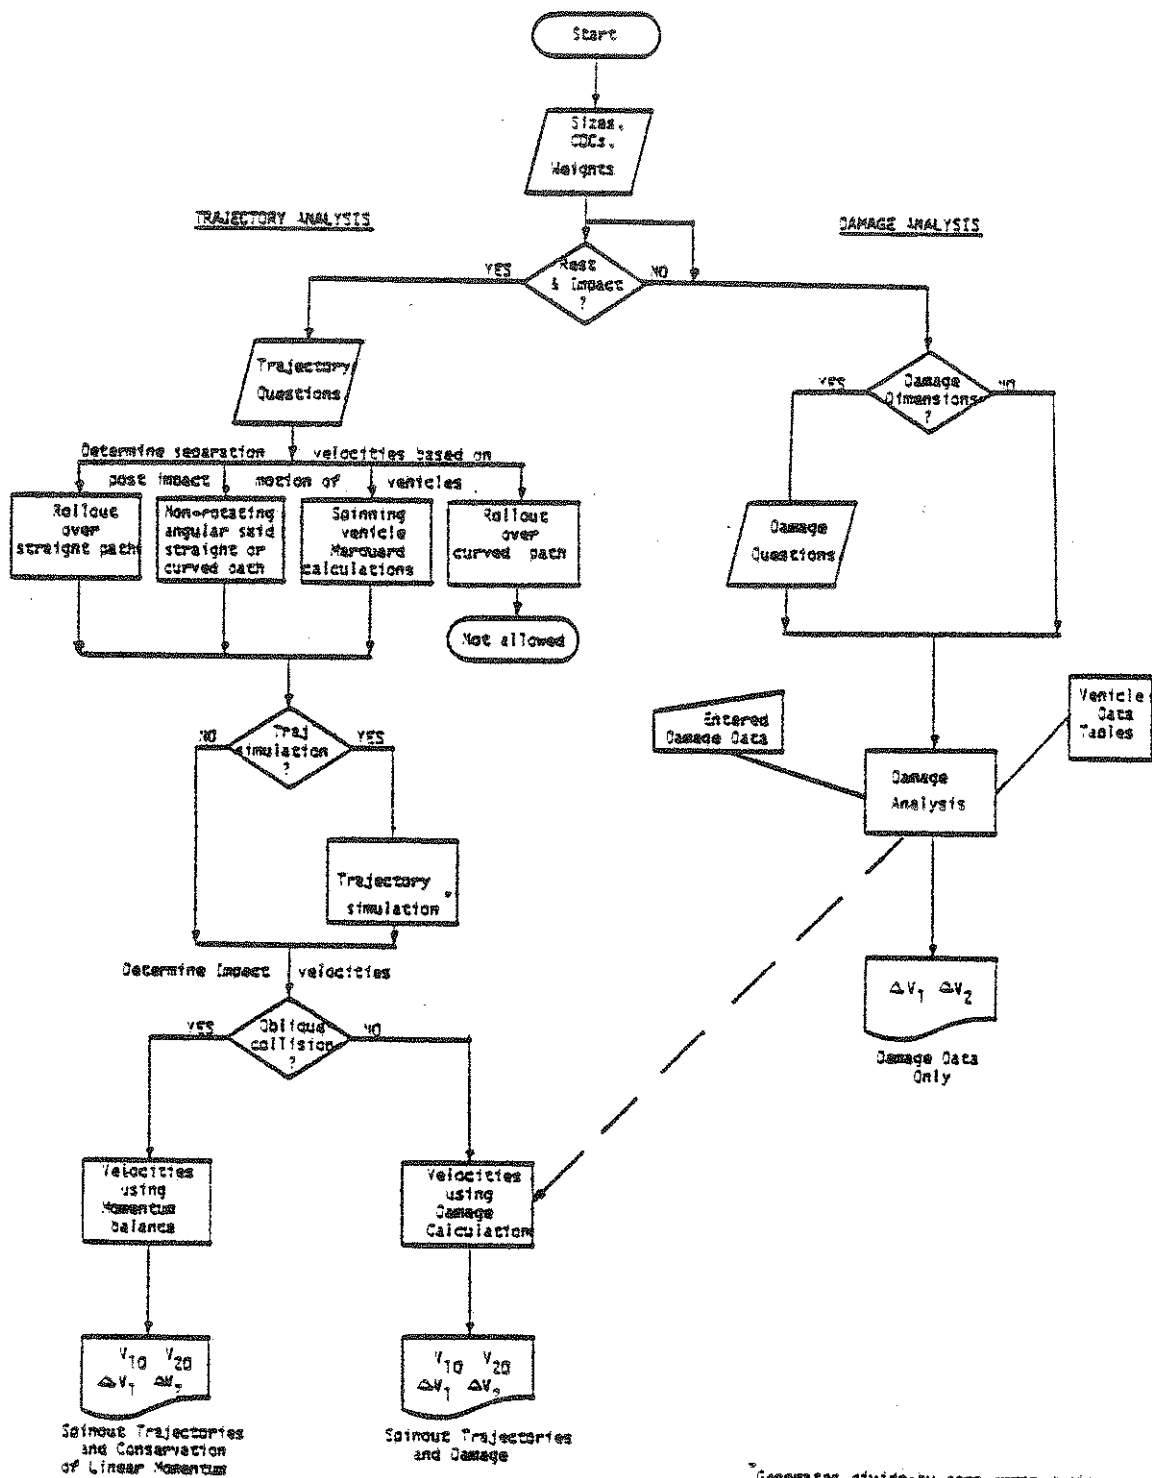 Start
Sizes,
CDCs,
Weights
TRAJECTORY ANALYSIS
DAMAGE ANALYSIS
YES
Rest
& Impact
?
NO
Trajectory
Questions
YES
Damage
Dimensions
?
NO
Determine separation velocities based on
post impact motion of vehicles
Rollout
over
straight path
Non-rotating
angular skid
straight or
curved path
Spinning
vehicle
Marquard
calculations
Rollout
over
curved path
Not allowed
Damage
Questions
NO
Traj
simulation
?
YES
Entered
Damage Data
Vehicle
Data
Tables
Damage
Analysis
Trajectory
simulation
Determine Impact velocities
YES
Oblique
collision
?
NO
ΔV1 ΔV2
Damage Data
Only
Velocities
using
Momentum
balance
Velocities
using
Damage
Calculation
V10 V20
ΔV1 ΔV2
Spinout Trajectories
and Conservation
of Linear Momentum
V10 V20
ΔV1 ΔV2
Spinout Trajectories
and Damage
*Generates divide-by zero error